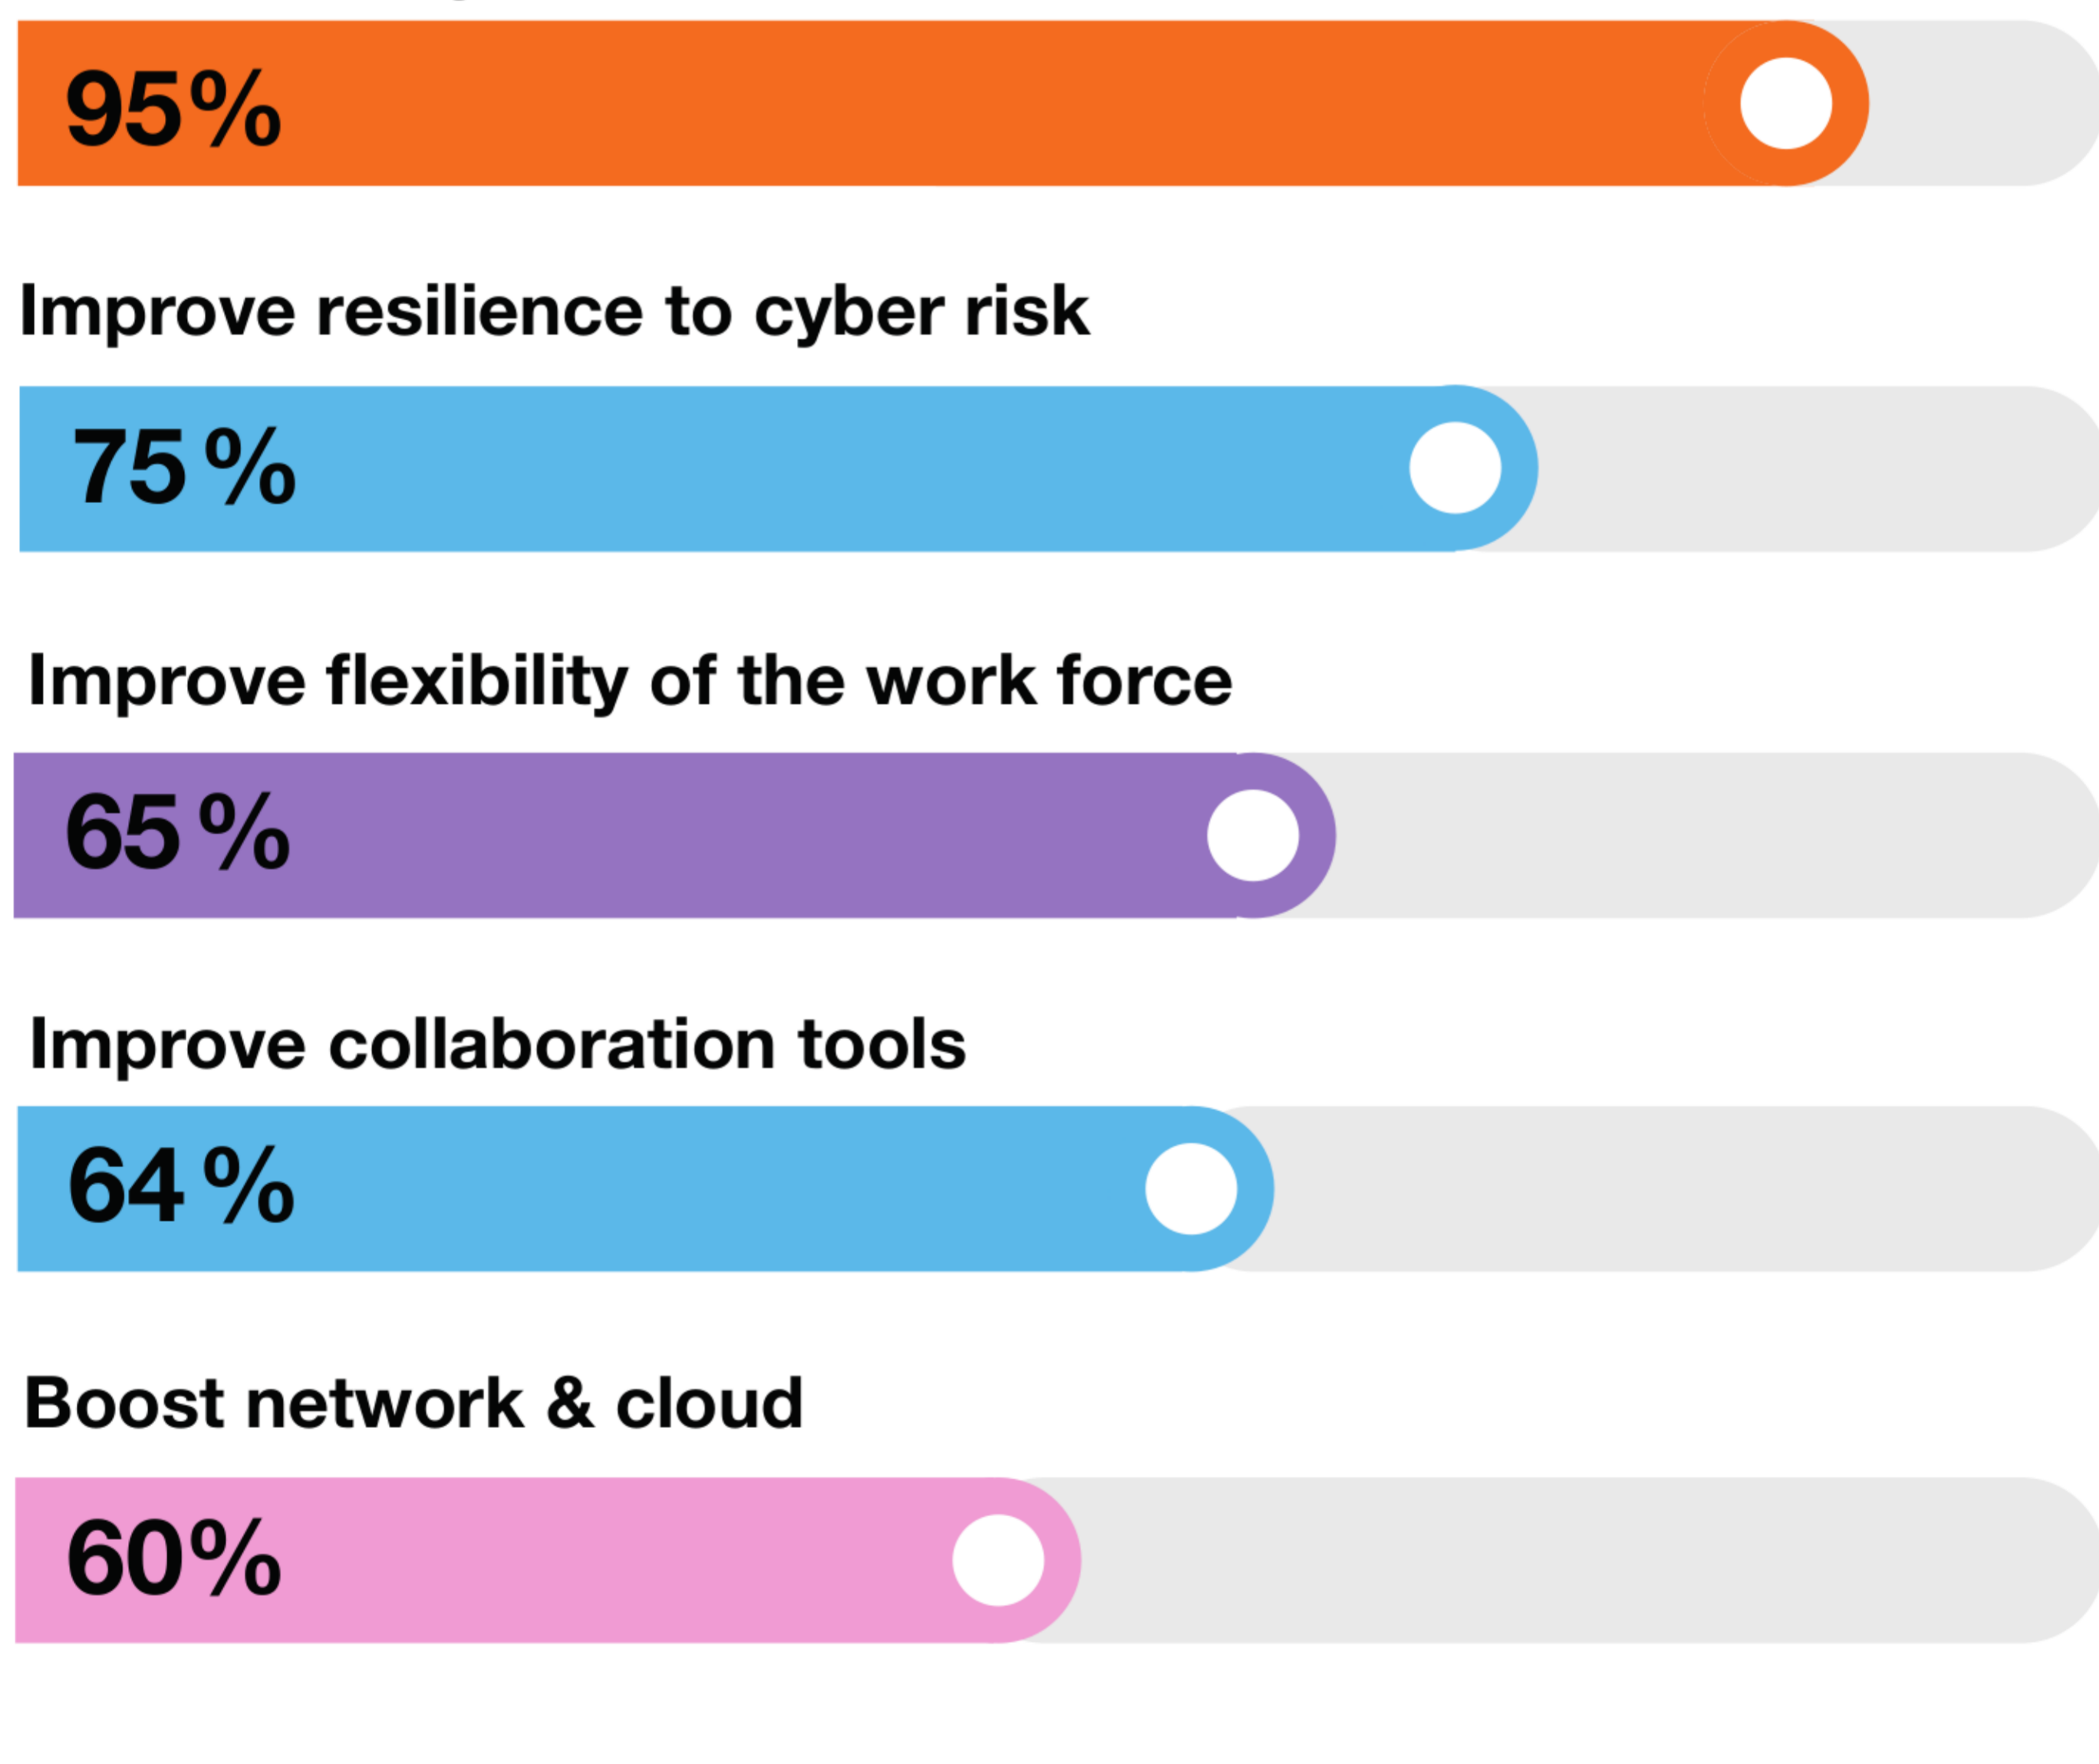 95%
Improve resilience to cyber risk
75 %
Improve flexibility of the work force
65 %
Improve collaboration tools
64 %
Boost network & cloud
60%